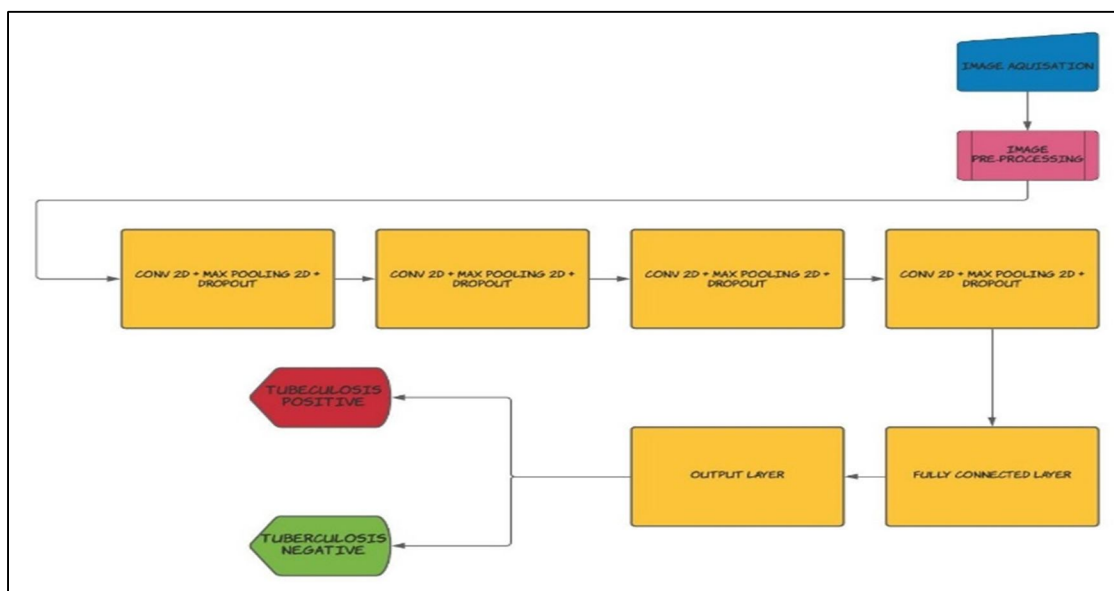 IMAGE AQUISATION
IMAGE
PRE-PROCESSING
CONV 2D + MAX POOLING 2D +
DROPOUT
CONV 2D + MAX POOLING 2D +
DROPOUT
CONV 2D + MAX POOLING 2D +
DROPOUT
CONV 2D + MAX POOLING 2D +
DROPOUT
FULLY CONNECTED LAYER
OUTPUT LAYER
TUBECULOSIS
POSITIVE
TUBERCULOSIS
NEGATIVE